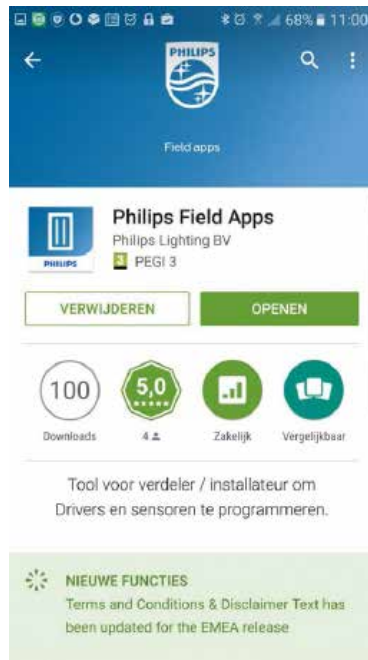 68% 11:00
PHILIPS
Field apps
PHILIPS
Philips Field Apps
Philips Lighting BV
3 PEGI 3
VERWIJDEREN OPENEN
100 5,0
Downloads 4 Zakelijk Vergelijkbaar
Tool voor verdeler / installateur om
Drivers en sensoren te programmeren.
NIEUWE FUNCTIES
Terms and Conditions & Disclaimer Text has
been updated for the EMEA release